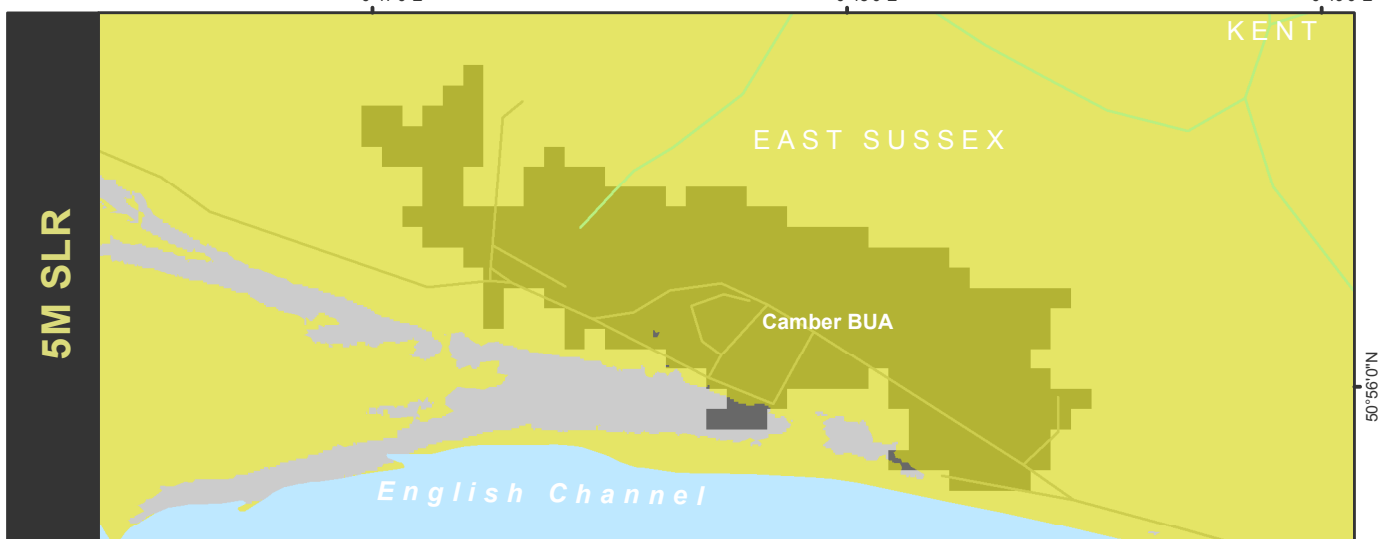 KENT
EAST SUSSEX
5M SLR
Camber BUA
50°56'0"N
English Channel